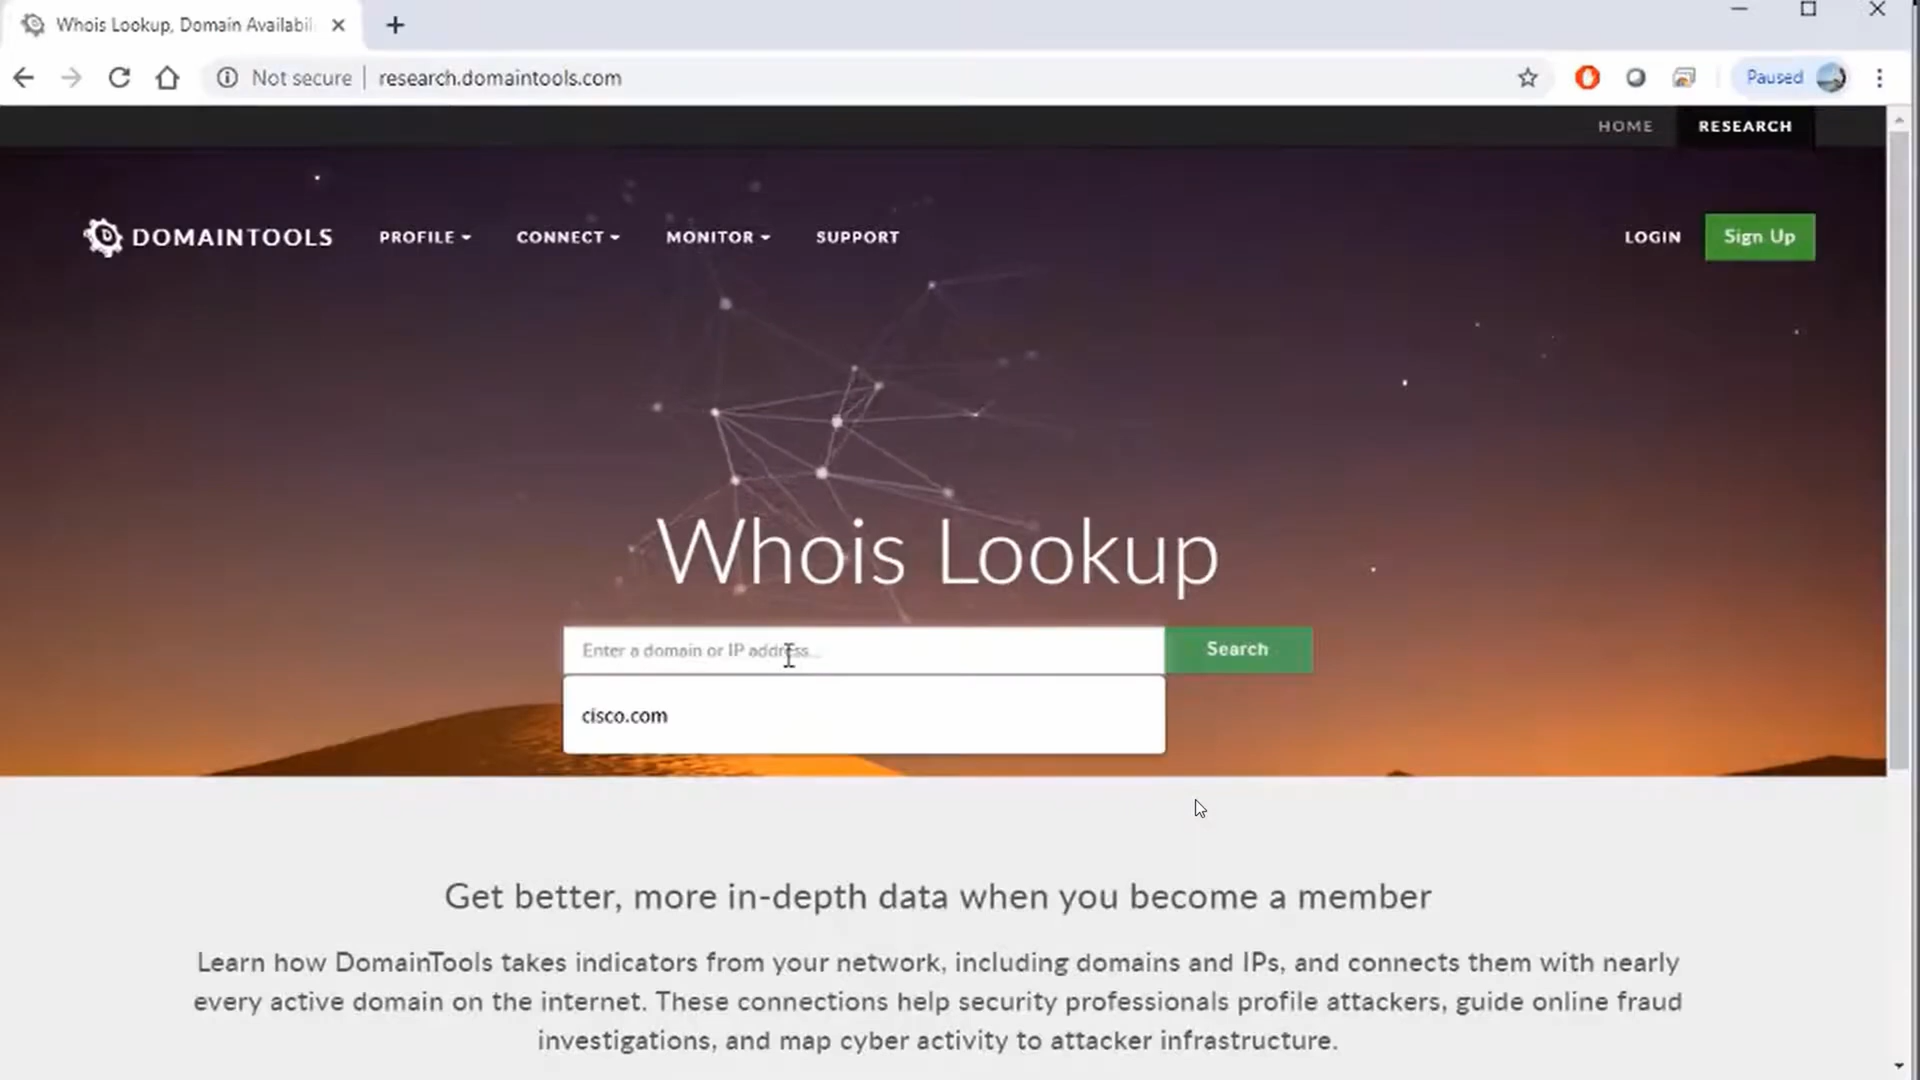 Whois Lookup, Domain Availabil
Not secure
research.domaintools.com
Paused
HOME
RESEARCH
DOMAINTOOLS
PROFILE
CONNECT
MONITOR
SUPPORT
LOGIN
Sign Up
Whois Lookup
Enter a domain or IP address...
Search
cisco.com
Get better, more in-depth data when you become a member
Learn how DomainTools takes indicators from your network, including domains and IPs, and connects them with nearly
every active domain on the internet. These connections help security professionals profile attackers, guide online fraud
investigations, and map cyber activity to attacker infrastructure.